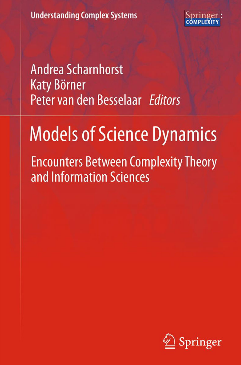 Understanding Complex Systems
Springer:
COMPLEXITY
Andrea Scharnhorst
Katy Börner
Peter van den Besselaar Editors
Models of Science Dynamics
Encounters Between Complexity Theory
and Information Sciences
Springer